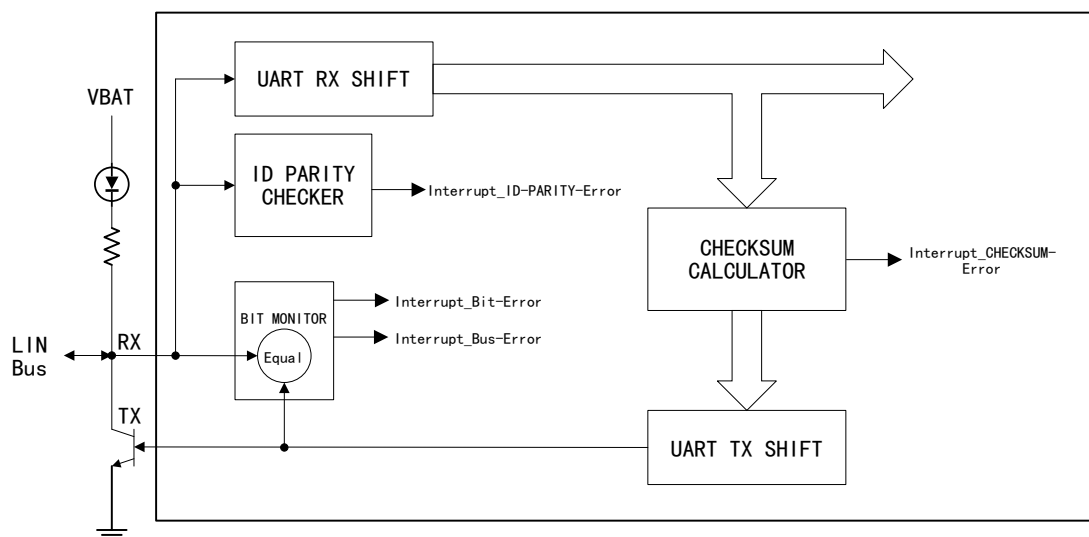 UART RX SHIFT
VBAT
ID PARITY
CHECKER
Interrupt_ID-PARITY-Error
CHECKSUM
CALCULATOR
Interrupt_CHECKSUM-
Error
Interrupt_Bit-Error
BIT MONITOR
Interrupt_Bus-Error
LIN
Bus
RX
Equal
TX
UART TX SHIFT